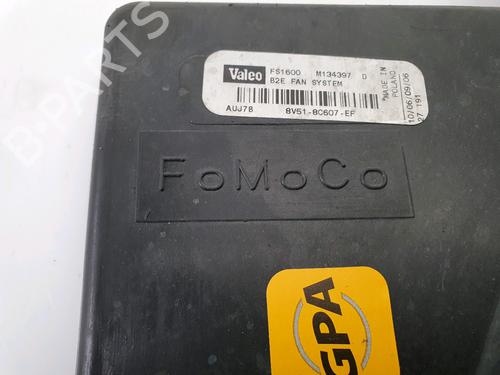 PARTS
Valeo FS1600 M134397 D
B2E FAN SYSTEM
AUJ78 8V51-8C607-EF
MADE IN
POLAND
10/06/09/06
27 191
FoMoCo
GPA